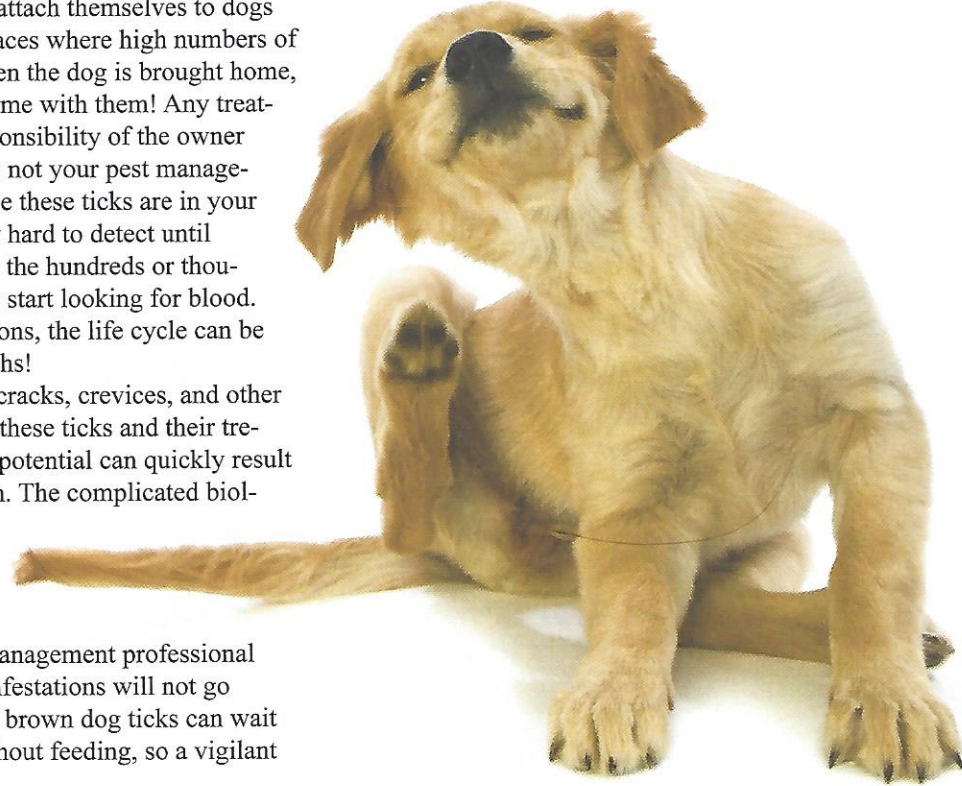 attach themselves to dogs
aces where high numbers of
en the dog is brought home,
me with them! Any treat-
onsibility of the owner
not your pest manage-
e these ticks are in your
hard to detect until
the hundreds or thou-
start looking for blood.
ons, the life cycle can be
hs!
cracks, crevices, and other
these ticks and their tre-
potential can quickly result
n. The complicated biol-
anagement professional
nfestations will not go
brown dog ticks can wait
hout feeding, so a vigilant